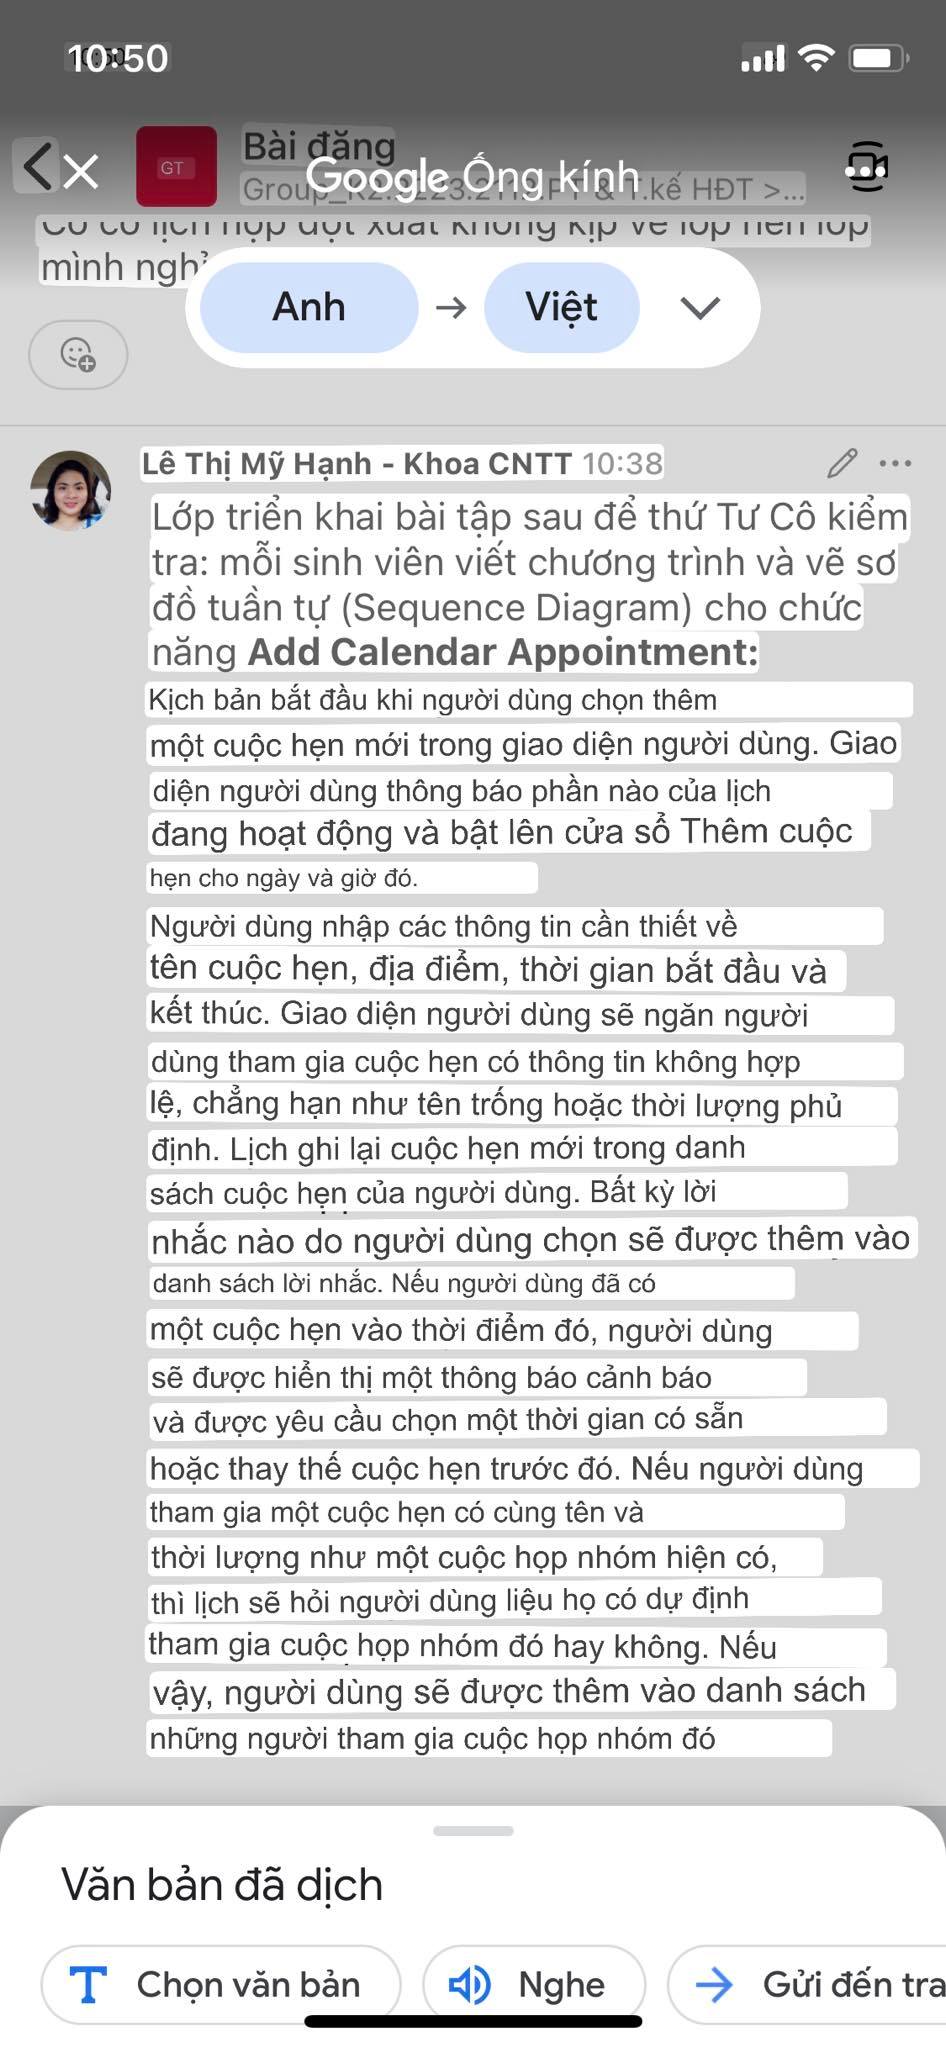 10:50
GT
Bài đăng
Google Ống kính
mình nghỉ
Anh → Việt
Lê Thị Mỹ Hạnh - Khoa CNTT 10:38
Lớp triển khai bài tập sau để thứ Tư Cô kiểm
tra: mỗi sinh viên viết chương trình và vẽ sơ
đồ tuần tự (Sequence Diagram) cho chức
năng Add Calendar Appointment:
Kịch bản bắt đầu khi người dùng chọn thêm
một cuộc hẹn mới trong giao diện người dùng. Giao
diện người dùng thông báo phần nào của lịch
đang hoạt động và bật lên cửa sổ Thêm cuộc
hẹn cho ngày và giờ đó.
Người dùng nhập các thông tin cần thiết về
tên cuộc hẹn, địa điểm, thời gian bắt đầu và
kết thúc. Giao diện người dùng sẽ ngăn người
dùng tham gia cuộc hẹn có thông tin không hợp
lệ, chẳng hạn như tên trống hoặc thời lượng phủ
định. Lịch ghi lại cuộc hẹn mới trong danh
sách cuộc hẹn của người dùng. Bất kỳ lời
nhắc nào do người dùng chọn sẽ được thêm vào
danh sách lời nhắc. Nếu người dùng đã có
một cuộc hẹn vào thời điểm đó, người dùng
sẽ được hiển thị một thông báo cảnh báo
và được yêu cầu chọn một thời gian có sẵn
hoặc thay thế cuộc hẹn trước đó. Nếu người dùng
tham gia một cuộc hẹn có cùng tên và
thời lượng như một cuộc họp nhóm hiện có,
thì lịch sẽ hỏi người dùng liệu họ có dự định
tham gia cuộc họp nhóm đó hay không. Nếu
vậy, người dùng sẽ được thêm vào danh sách
những người tham gia cuộc họp nhóm đó
Văn bản đã dịch
Chọn văn bản
Nghe
Gửi đến tra